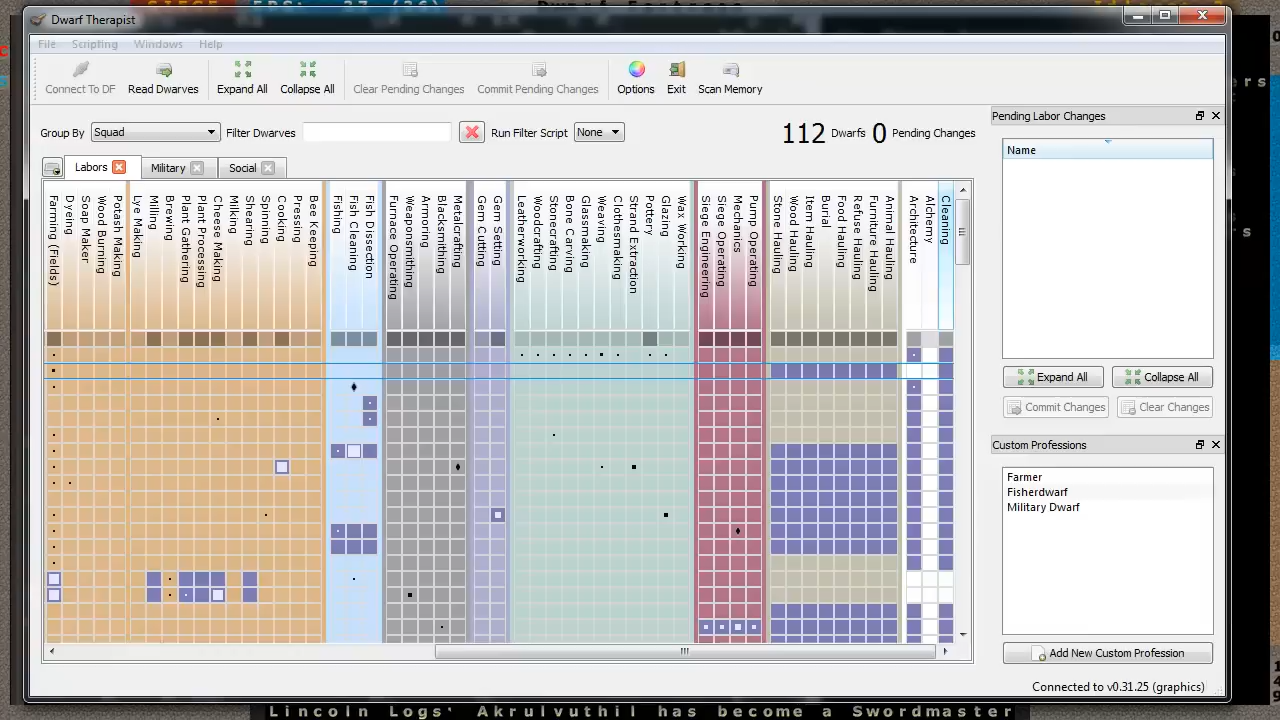 SIEGE FPS: 37 (26) Dwarf Fortress
Dwarf Therapist
File Scripting Windows Help
Connect To DF Read Dwarves Expand All Collapse All Clear Pending Changes Commit Pending Changes Options Exit Scan Memory
Group By Squad Filter Dwarves Run Filter Script None 112 Dwarfs 0 Pending Changes
Labors Military Social
Farming (Fields)
Dyeing
Soap Maker
Wood Burning
Potash Making
Lye Making
Milling
Brewing
Plant Gathering
Plant Processing
Cheese Making
Milking
Shearing
Spinning
Cooking
Pressing
Bee Keeping
Fishing
Fish Cleaning
Fish Dissection
Furnace Operating
Weaponsmithing
Armoring
Blacksmithing
Metalcrafting
Gem Cutting
Gem Setting
Leatherworking
Woodcrafting
Stonecrafting
Bone Carving
Glassmaking
Weaving
Clothesmaking
Strand Extraction
Pottery
Glazing
Wax Working
Siege Engineering
Siege Operating
Mechanics
Pump Operating
Stone Hauling
Wood Hauling
Item Hauling
Burial
Food Hauling
Refuse Hauling
Furniture Hauling
Animal Hauling
Architecture
Alchemy
Cleaning
Pending Labor Changes
Name
Expand All Collapse All
Commit Changes Clear Changes
Custom Professions
Farmer
Fisherdwarf
Military Dwarf
Add New Custom Profession
Connected to v0.31.25 (graphics)
Lincoln Logs' Akrulvuthil has become a Swordmaster